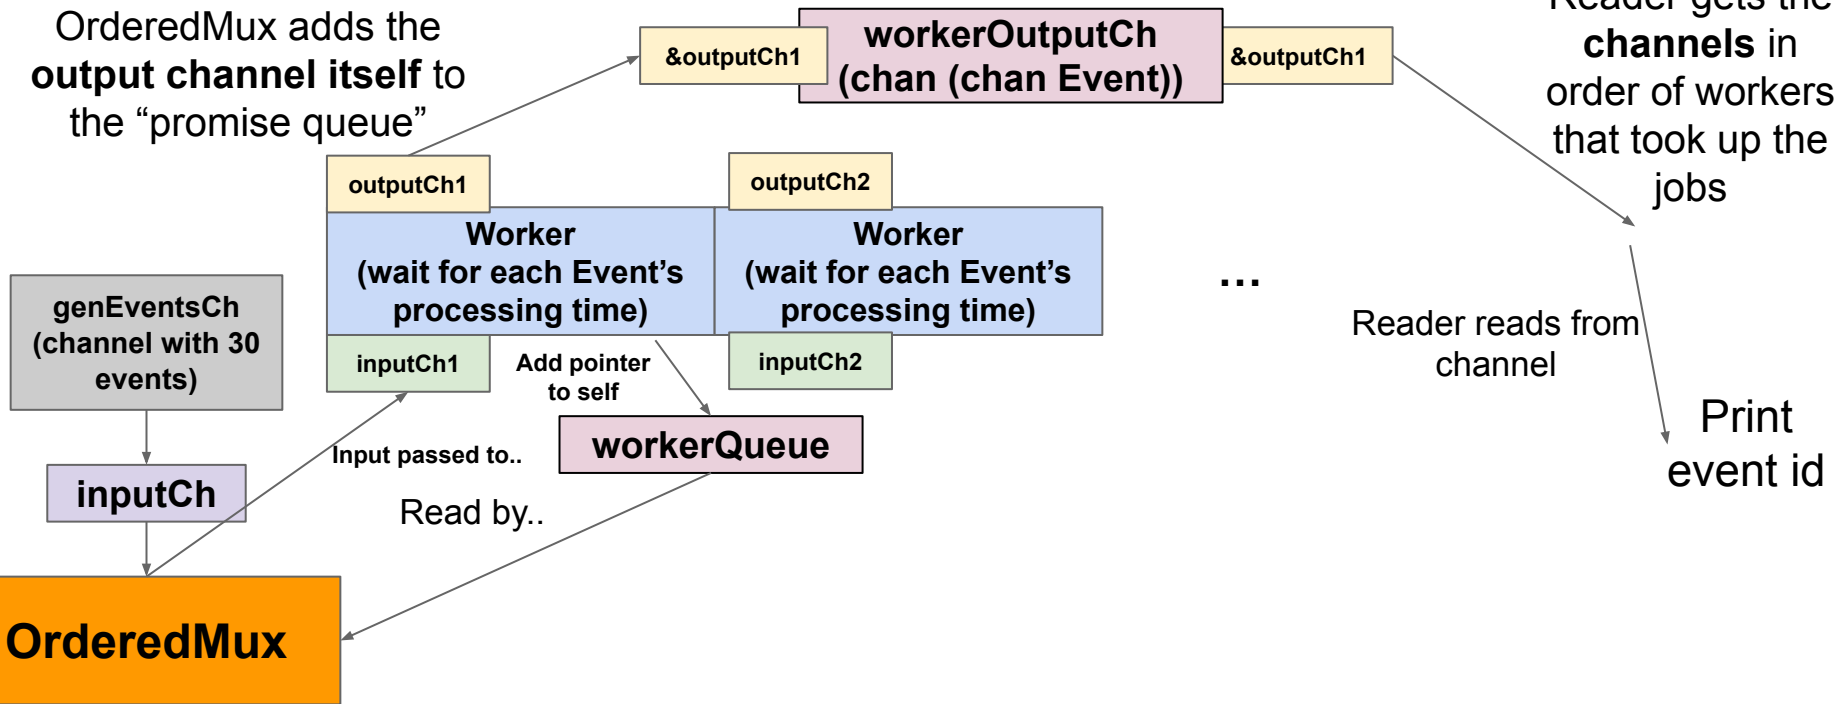 OrderedMux adds the
output channel itself to
the “promise queue”
&outputCh1
workerOutputCh
(chan (chan Event))
&outputCh1
Reader gets the
channels in
order of workers
that took up the
jobs
outputCh1
outputCh2
Worker
(wait for each Event’s
processing time)
Worker
(wait for each Event’s
processing time)
...
genEventsCh
(channel with 30
events)
inputCh1
Add pointer
to self
inputCh2
Reader reads from
channel
workerQueue
Print
event id
Input passed to..
inputCh
Read by..
OrderedMux